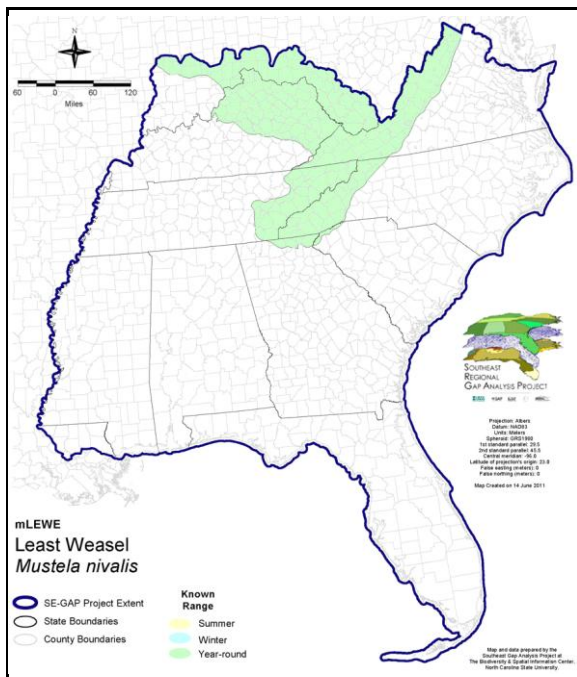 N
60 0 60 120
Miles
SOUTHEAST
REGIONAL
GAP ANALYSIS PROJECT
Projection: Albers
Datum: NAD83
Units: Meters
Spheroid: GRS1980
1st standard parallel: 29.5
2nd standard parallel: 45.5
Central meridian: -96.0
Latitude of projection's origin: 23.0
False easting (meters): 0
False northing (meters): 0
Map Created on 14 June 2011
mLEWE
Least Weasel
Mustela nivalis
SE-GAP Project Extent
State Boundaries
County Boundaries
Known
Range
Summer
Winter
Year-round
Map and data prepared by the
Southeast Gap Analysis Project at
The Biodiversity & Spatial Information Center,
North Carolina State University.